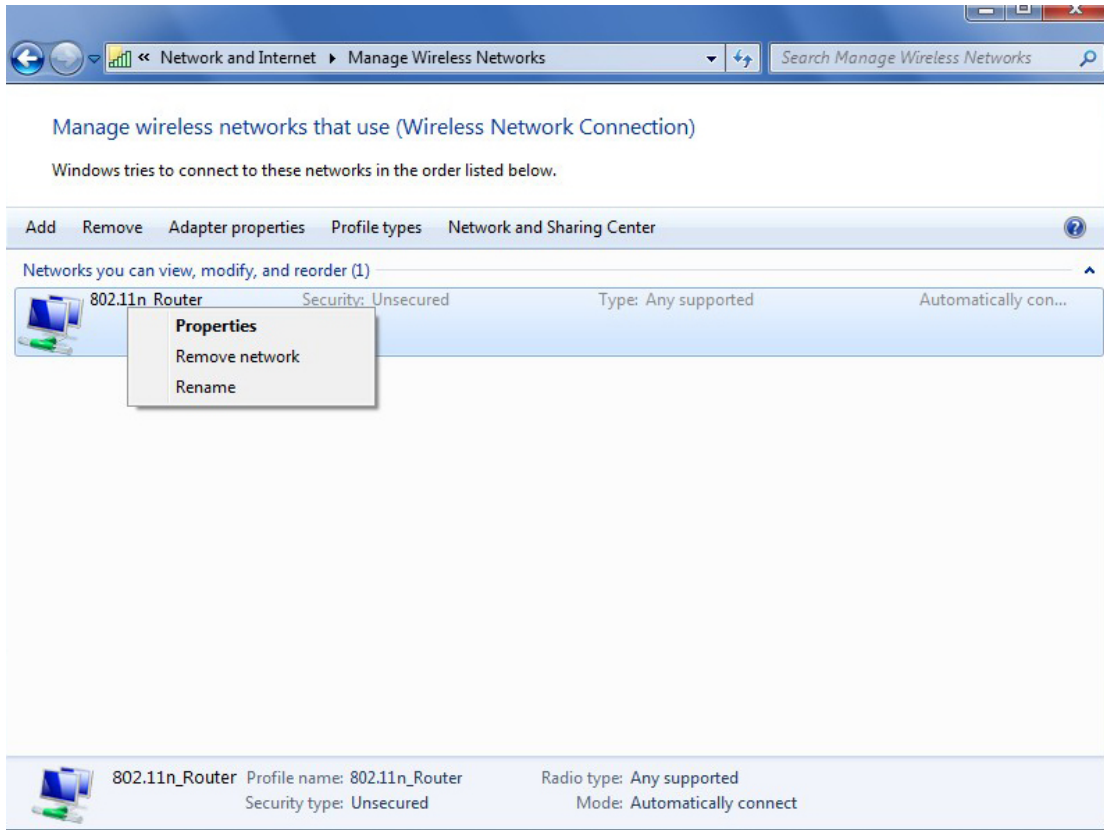 « Network and Internet ▸ Manage Wireless Networks
Search Manage Wireless Networks
Manage wireless networks that use (Wireless Network Connection)
Windows tries to connect to these networks in the order listed below.
Add Remove Adapter properties Profile types Network and Sharing Center
Networks you can view, modify, and reorder (1)
802.11n_Router Security: Unsecured Type: Any supported Automatically con...
Properties
Remove network
Rename
802.11n_Router Profile name: 802.11n_Router Radio type: Any supported
Security type: Unsecured Mode: Automatically connect